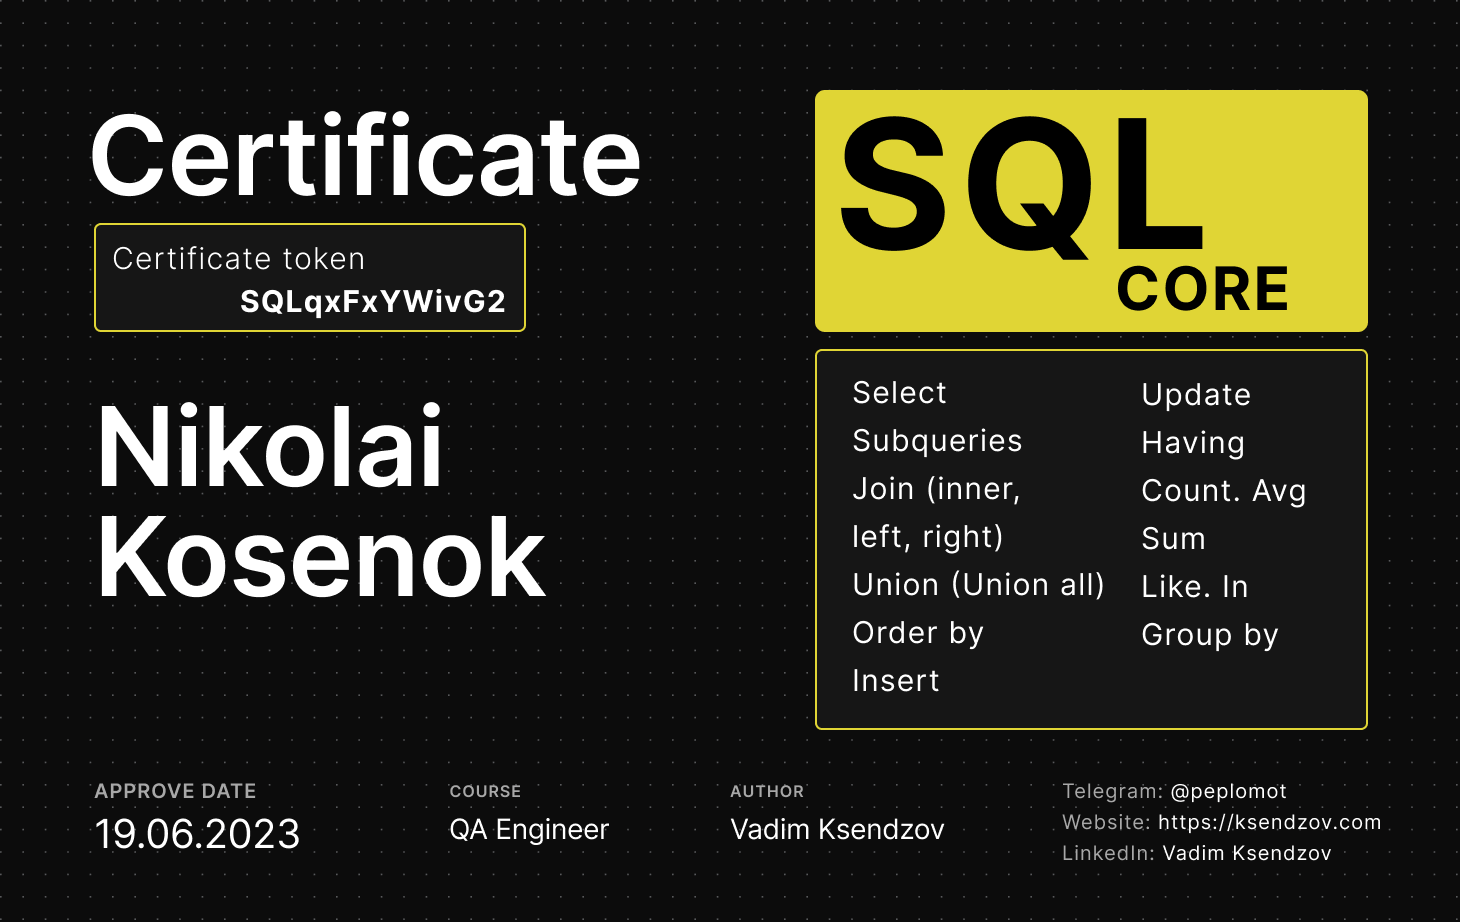 Certificate
Certificate token
SQLqxFxYWivG2
Nikolai
Kosenok
SQL
CORE
Select
Subqueries
Join (inner,
left, right)
Union (Union all)
Order by
Insert
Update
Having
Count. Avg
Sum
Like. In
Group by
APPROVE DATE
19.06.2023
COURSE
QA Engineer
AUTHOR
Vadim Ksendzov
Telegram: @peplomot
Website: https://ksendzov.com
LinkedIn: Vadim Ksendzov